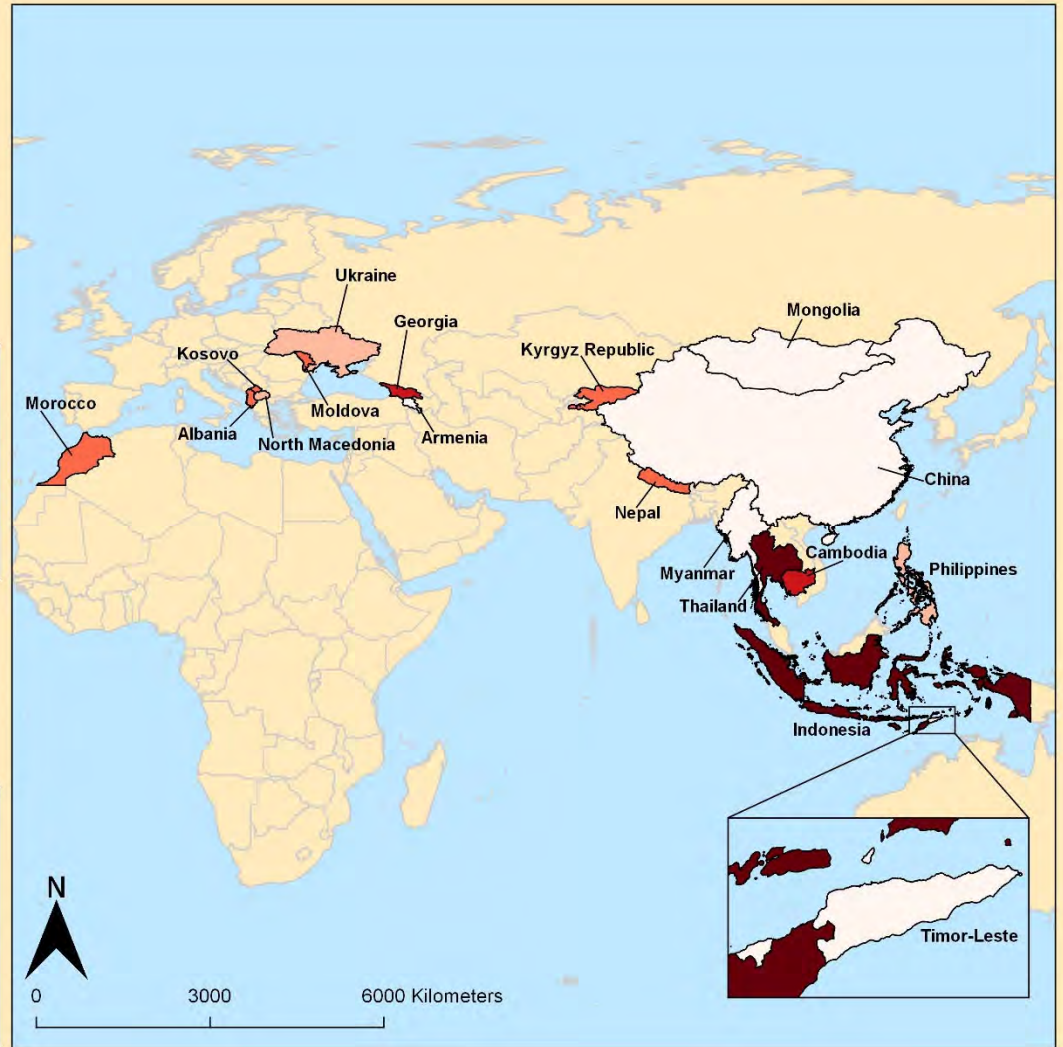 Ukraine
Georgia
Mongolia
Kosovo
Kyrgyz Republic
Morocco
Moldova
Albania
North Macedonia
Armenia
China
Nepal
Cambodia
Myanmar
Philippines
Thailand
Indonesia
Timor-Leste
N
0 3000 6000 Kilometers